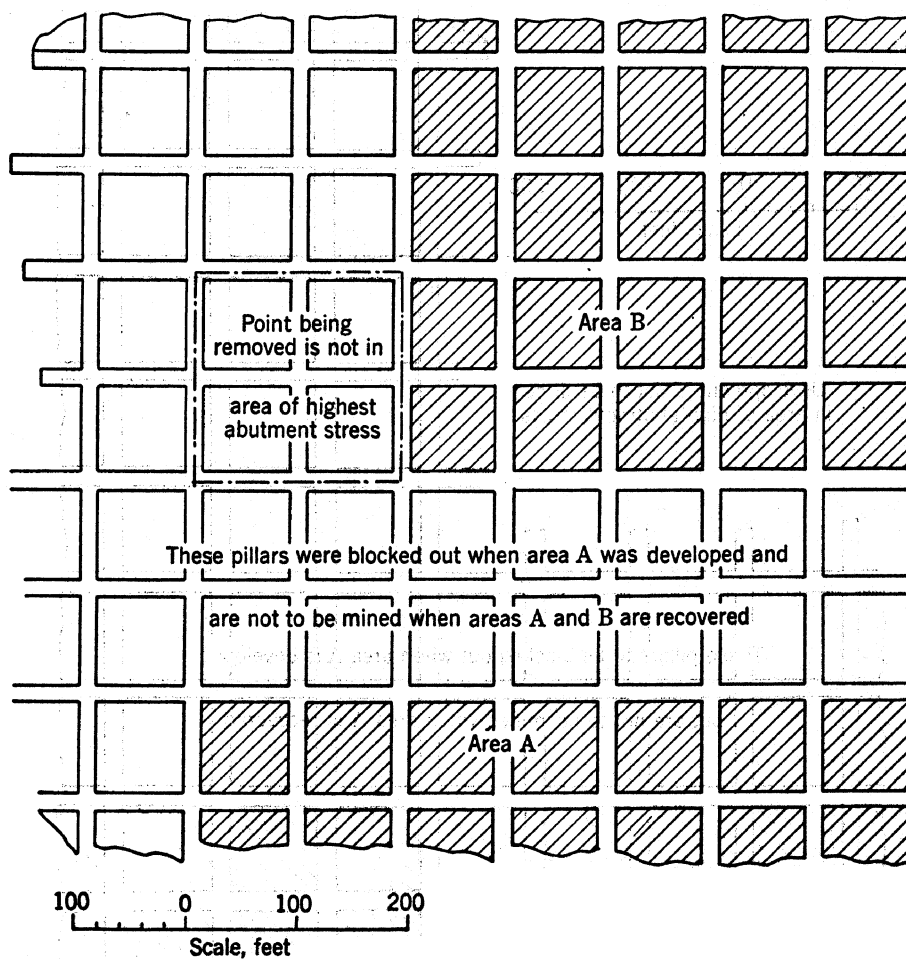 Point being
removed is not in
Area B
area of highest
abutment stress
These pillars were blocked out when area A was developed and
are not to be mined when areas A and B are recovered
Area A
100 0 100 200
Scale, feet